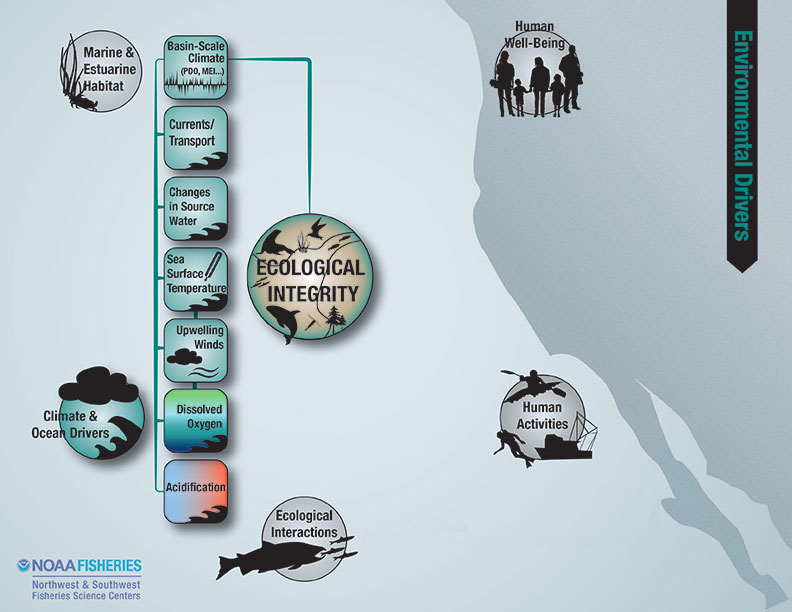 Marine &
Estuarine
Habitat
Basin-Scale
Climate
(PDO, MEI...)
Currents/
Transport
Changes
in Source
Water
Sea
Surface
Temperature
Upwelling
Winds
Dissolved
Oxygen
Acidification
Climate &
Ocean Drivers
ECOLOGICAL
INTEGRITY
Human
Well-Being
Environmental Drivers
Human
Activities
Ecological
Interactions
NOAA FISHERIES
Northwest & Southwest
Fisheries Science Centers